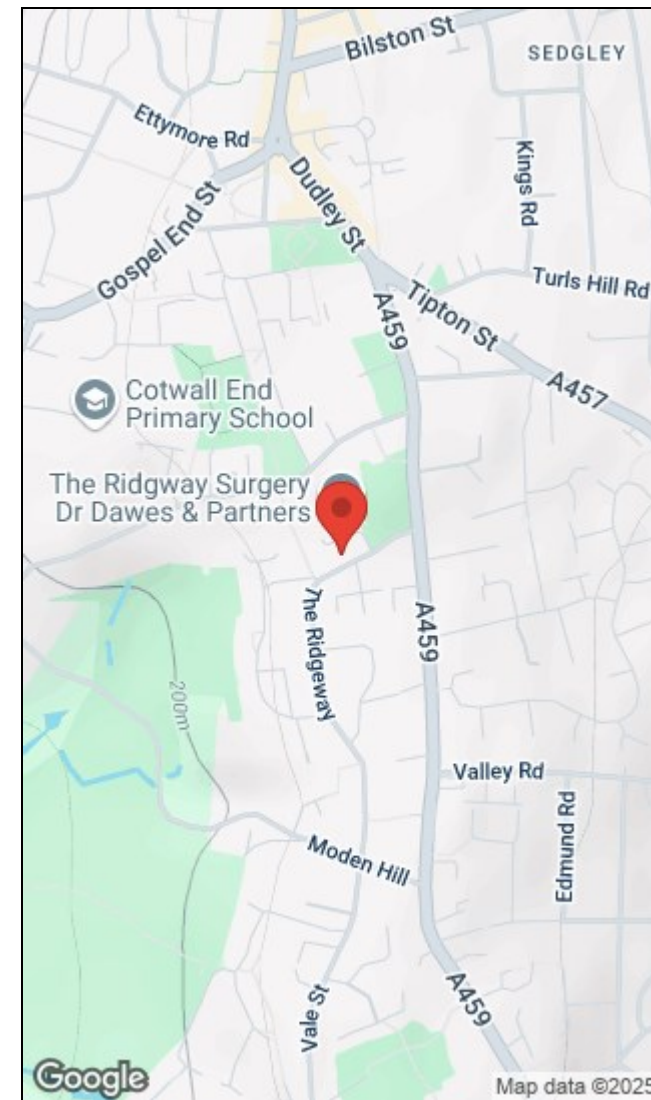 Bilston St
SEDGLEY
Ettymore Rd
Kings Rd
Dudley St
Gospel End St
Turls Hill Rd
Tipton St
A459
A457
Cotwall End
Primary School
The Ridgway Surgery
Dr Dawes & Partners
The Ridgeway
A459
200m
Valley Rd
Edmund Rd
Moden Hill
A459
Vale St
Google
Map data ©2025